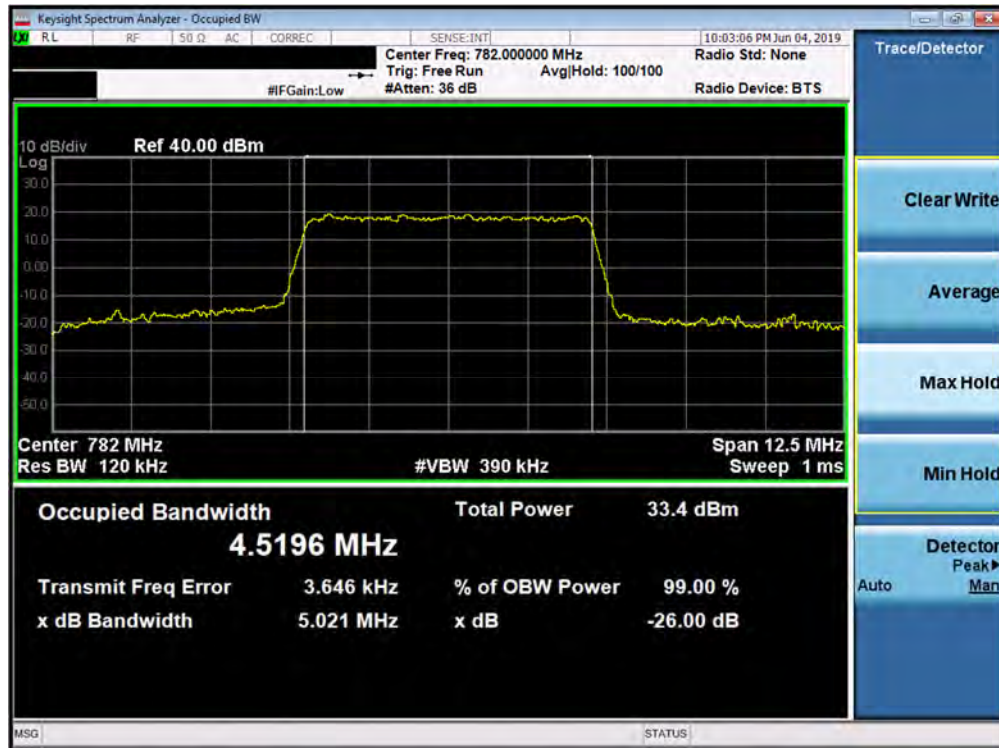 Keysight Spectrum Analyzer - Occupied BW
LXI RL RF 50 Ω AC CORREC SENSE:INT 10:03:06 PM Jun 04, 2019
Center Freq: 782.000000 MHz Radio Std: None
Trig: Free Run Avg|Hold: 100/100
#IFGain:Low #Atten: 36 dB Radio Device: BTS
10 dB/div Ref 40.00 dBm
Log
30.0
20.0
10.0
0.00
-10.0
-20.0
-30.0
-40.0
-50.0
Center 782 MHz Span 12.5 MHz
Res BW 120 kHz #VBW 390 kHz Sweep 1 ms
Occupied Bandwidth Total Power 33.4 dBm
4.5196 MHz
Transmit Freq Error 3.646 kHz % of OBW Power 99.00 %
x dB Bandwidth 5.021 MHz x dB -26.00 dB
Trace/Detector
Clear Write
Average
Max Hold
Min Hold
Detector
Peak
Auto Man
MSG STATUS